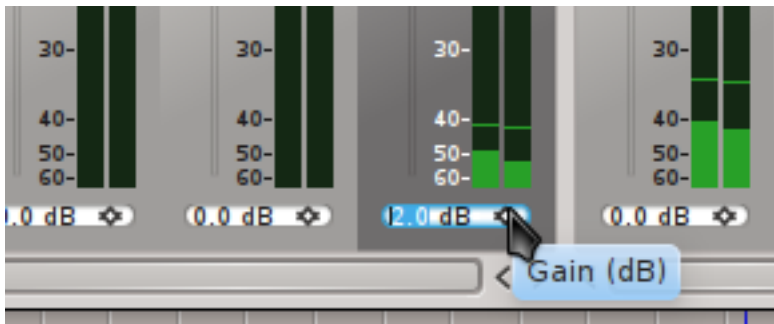 30- 30- 30- 30-
40- 40- 40- 40-
50- 50- 50- 50-
60- 60- 60- 60-
.0 dB 0.0 dB 2.0 dB 0.0 dB
< Gain (dB)